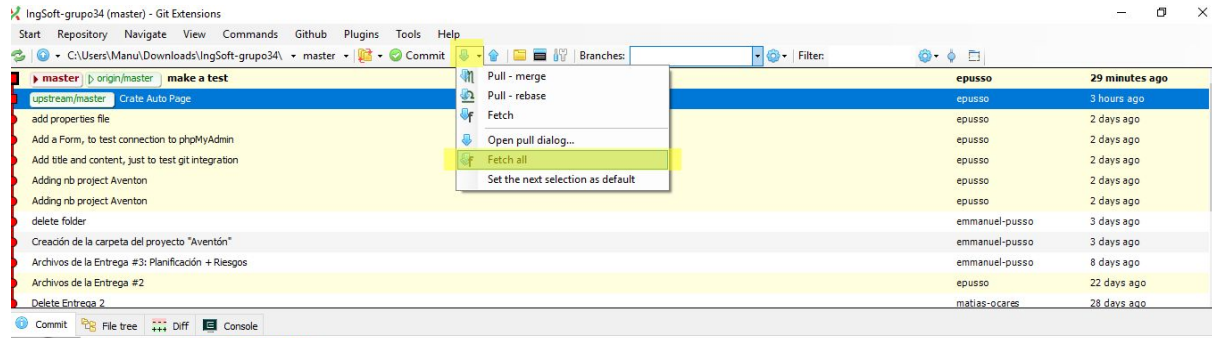 IngSoft-grupo34 (master) - Git Extensions
Start Repository Navigate View Commands Github Plugins Tools Help
C:\Users\Manu\Downloads\IngSoft-grupo34\ master Commit Branches: Filter:
master origin/master make a test epusso 29 minutes ago
upstream/master Crate Auto Page epusso 3 hours ago
add properties file epusso 2 days ago
Add a Form, to test connection to phpMyAdmin epusso 2 days ago
Add title and content, just to test git integration epusso 2 days ago
Adding nb project Aventon epusso 2 days ago
Adding nb project Aventon epusso 2 days ago
delete folder emmanuel-pusso 3 days ago
Creación de la carpeta del proyecto "Aventón" emmanuel-pusso 3 days ago
Archivos de la Entrega #3: Planificación + Riesgos emmanuel-pusso 8 days ago
Archivos de la Entrega #2 epusso 22 days ago
Delete Entrega 2 matias-ocares 28 days ago
Pull - merge
Pull - rebase
Fetch
Open pull dialog...
Fetch all
Set the next selection as default
Commit File tree Diff Console